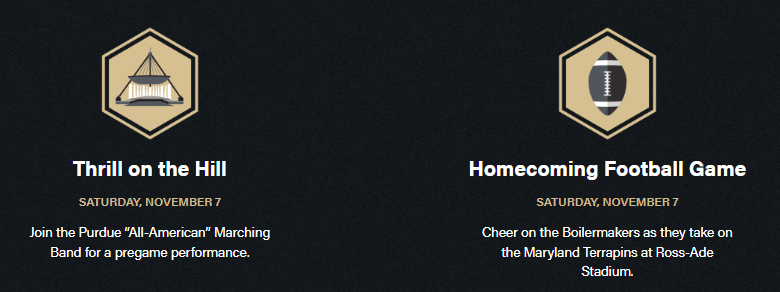 Thrill on the Hill
SATURDAY, NOVEMBER 7
Join the Purdue “All-American” Marching
Band for a pregame performance.
Homecoming Football Game
SATURDAY, NOVEMBER 7
Cheer on the Boilermakers as they take on
the Maryland Terrapins at Ross-Ade
Stadium.